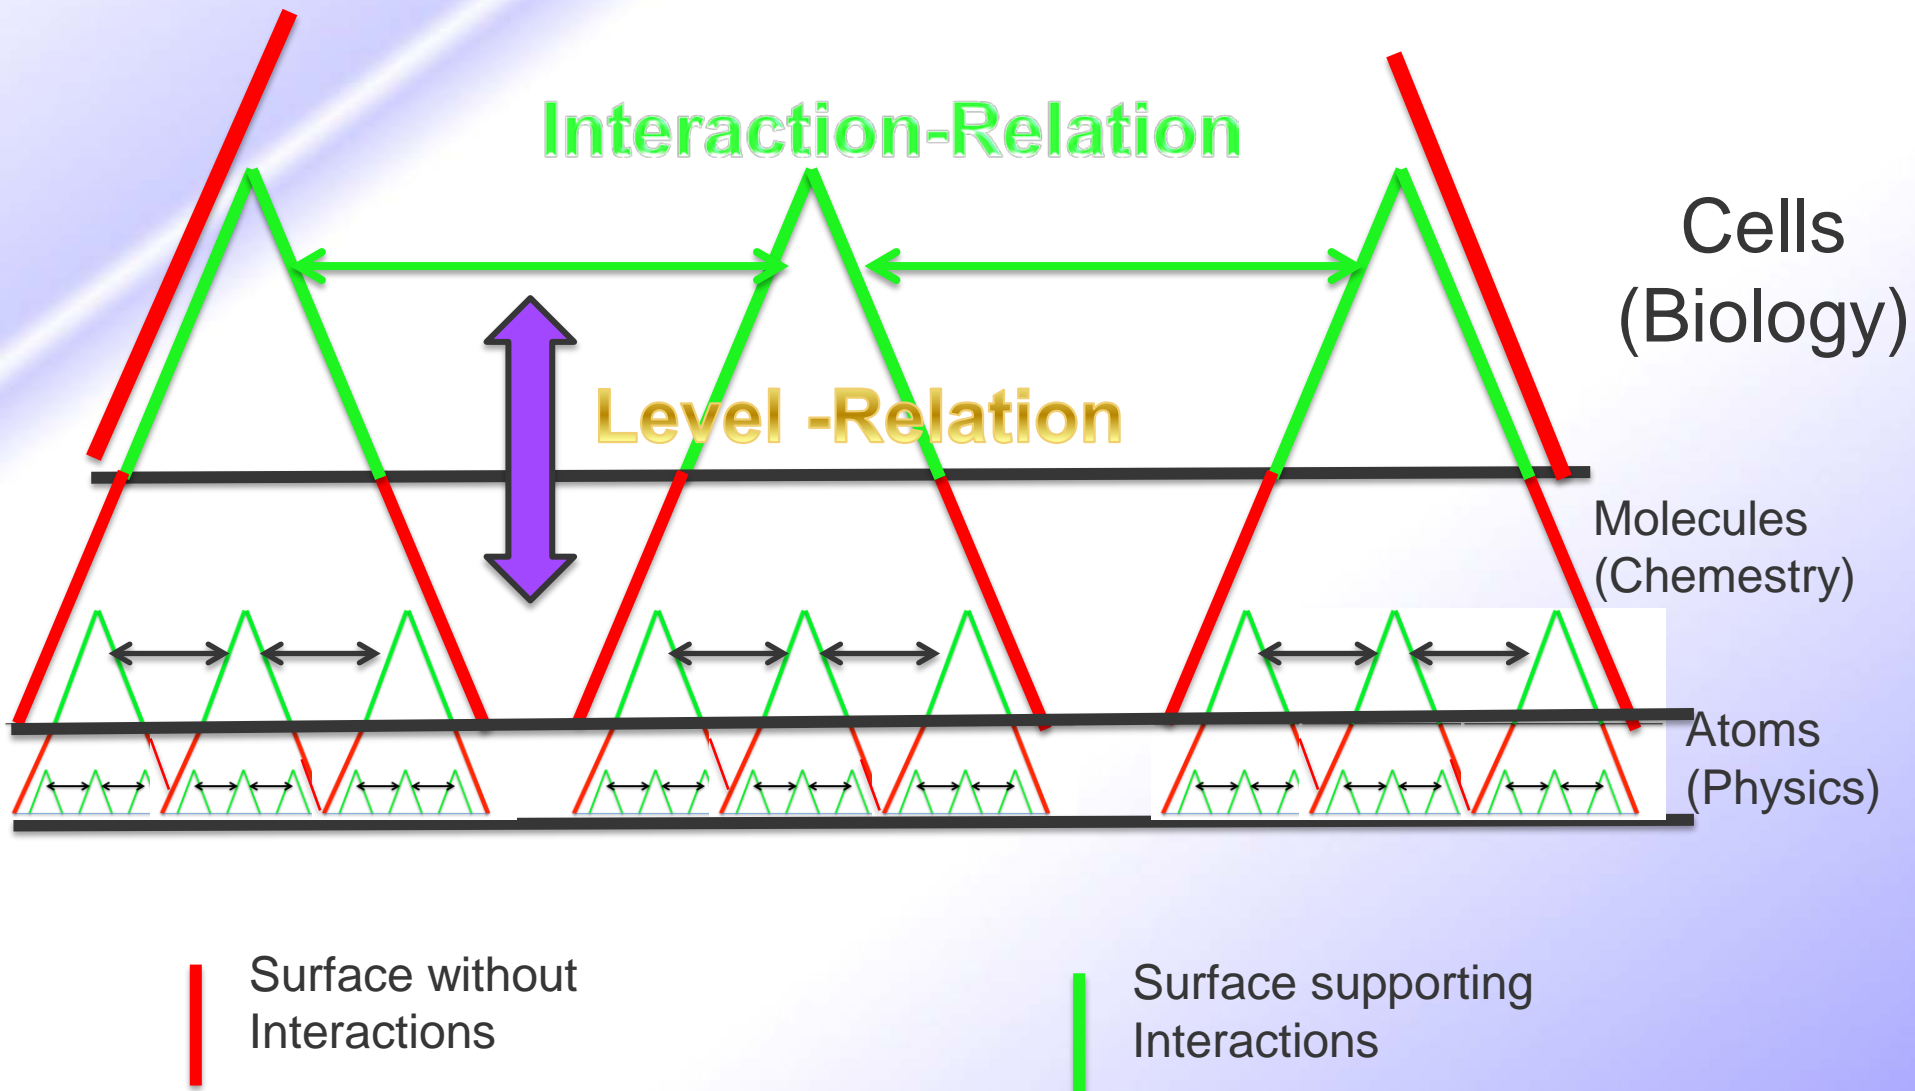 Interaction-Relation
Cells
(Biology)
Level -Relation
Molecules
(Chemestry)
Atoms
(Physics)
Surface without
Interactions
Surface supporting
Interactions